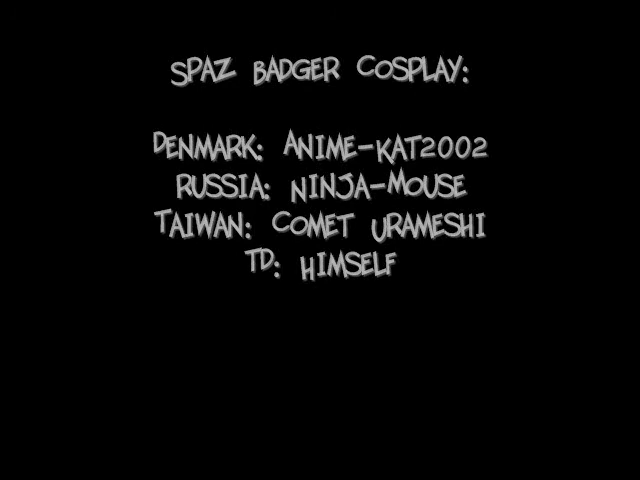 SPAZ BADGER COSPLAY:
DENMARK: ANIME-KAT2002
RUSSIA: NINJA-MOUSE
TAIWAN: COMET URAMESHI
TD: HIMSELF